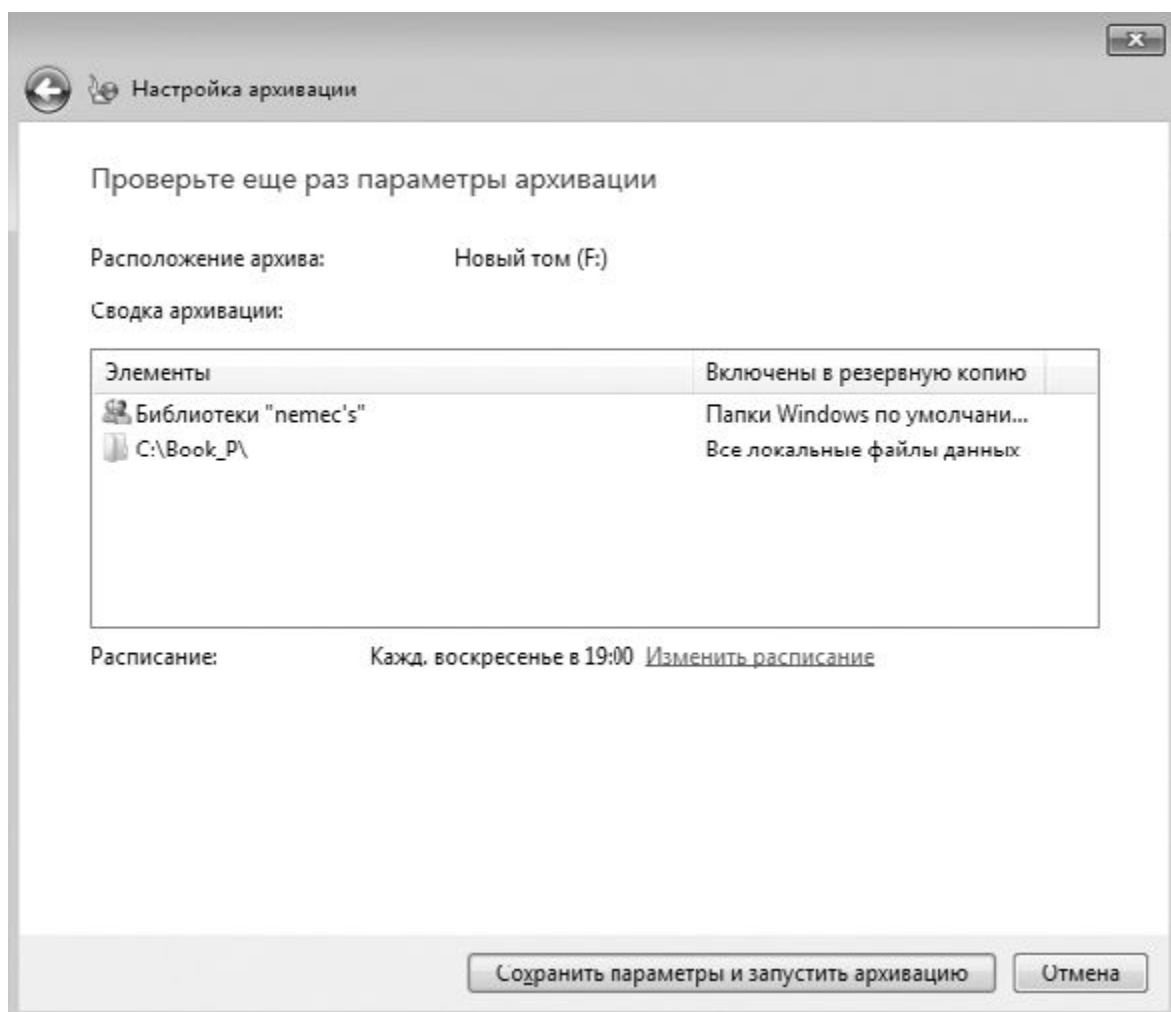 Настройка архивации
Проверьте еще раз параметры архивации
Расположение архива: Новый том (F:)
Сводка архивации:
Элементы Включены в резервную копию
Библиотеки "nemec's" Папки Windows по умолчани...
C:\Book_P\ Все локальные файлы данных
Расписание: Кажд. воскресенье в 19:00 Изменить расписание
Сохранить параметры и запустить архивацию Отмена